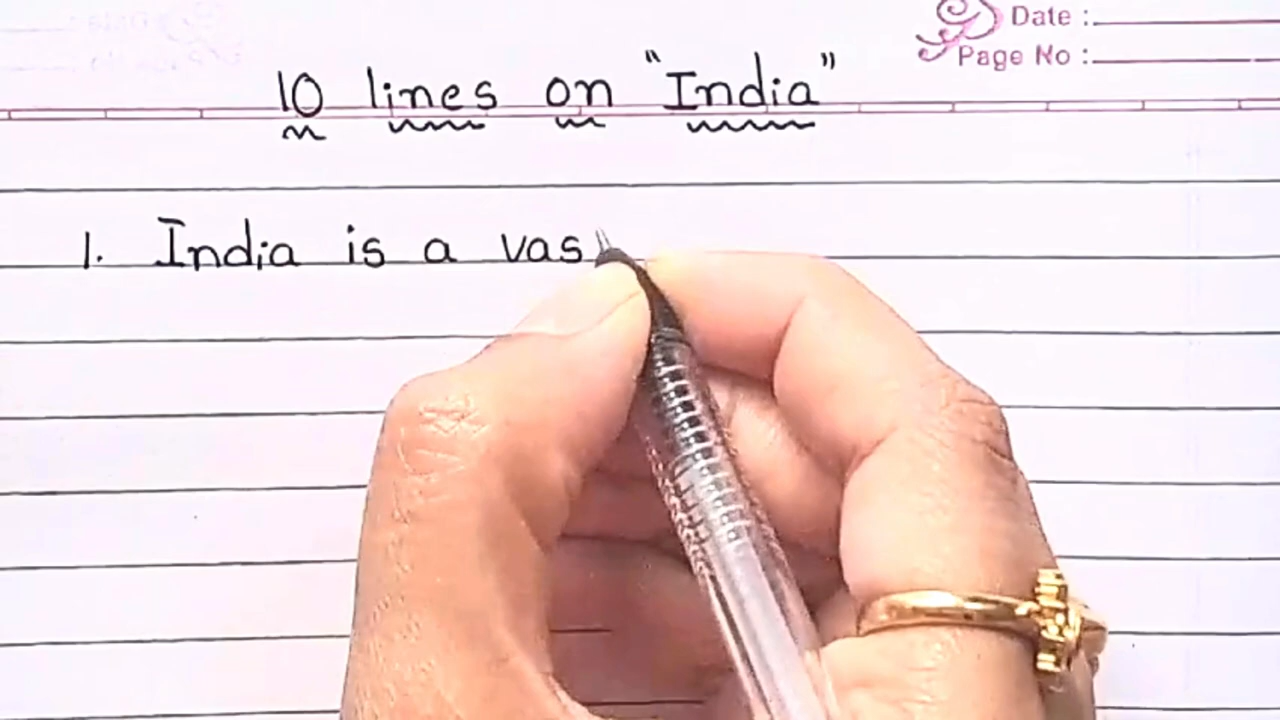 Date :
Page No :
10 lines on "India"
1. India is a vas